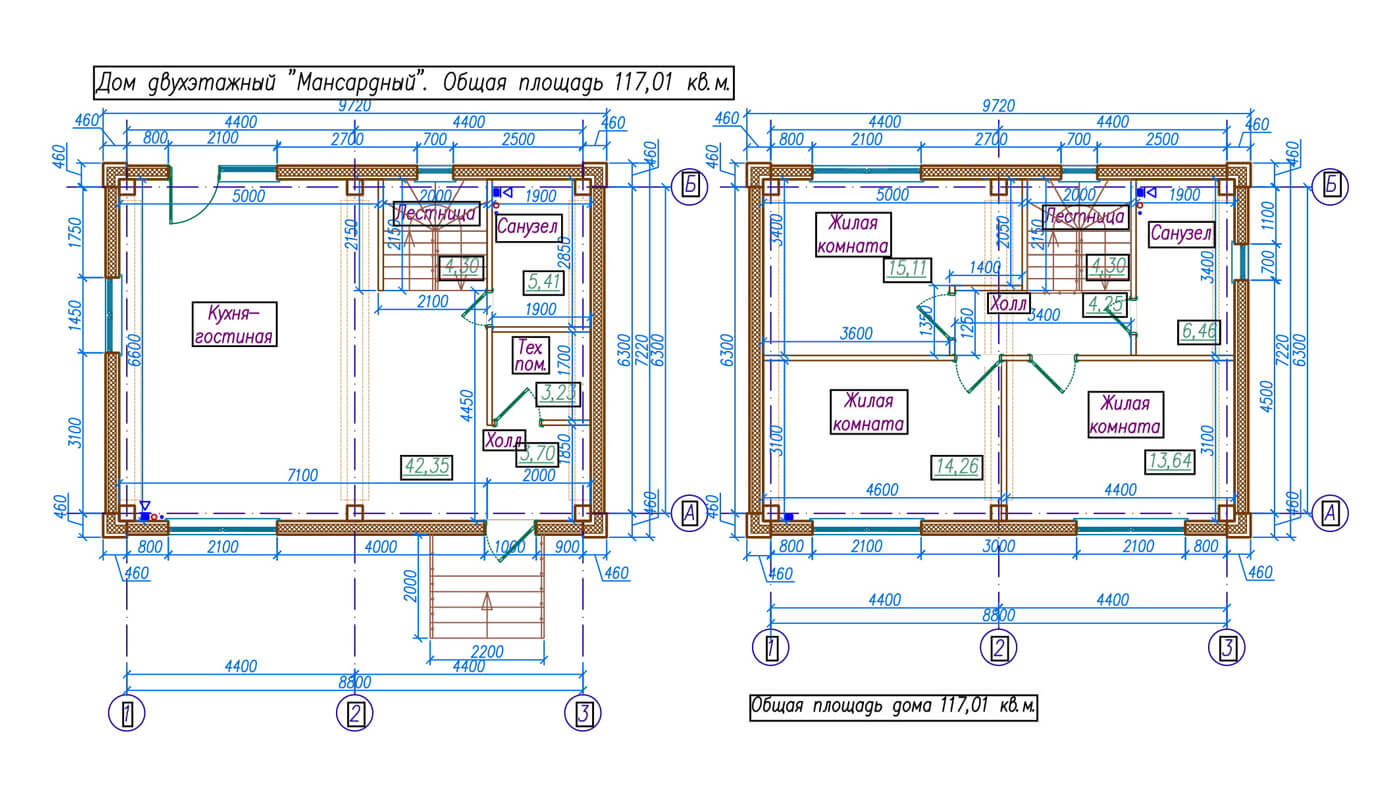 Дом двухэтажный "Мансардный". Общая площадь 117,01 кв.м.
9720
460 4400 4400 460
800 2100 2700 700 2500
460 460
5000 2000 1900
Лестница
Санузел
1750 2150 2150 2850
4,30
5,41
2100 1900
Кухня-
гостиная
1450 6600
Тех.
пом.
1700
6300 7220 6300
3,23
3100 4450
Холл
3,70
1850
42,35
7100 2000
460 460
800 2100 4000 1000 900
460 460
2000
2200
4400 4400
8800
1 2 3
Б
А
9720
460 4400 4400 460
800 2100 2700 700 2500
460 460
5000 2000 1900
Жилая
комната
Лестница
Санузел
3400 2050 2150 1100
15,11
1400
4,30
3400 700
Холл
4,25
1350 1250 3400
6,46
3600
6300 6300 7220 6300
Жилая
комната
Жилая
комната
4500
3100 3100
14,26
13,64
4600 4400
460 460
800 2100 3000 2100 800
460 460
4400 4400
8800
1 2 3
Б
А
Общая площадь дома 117,01 кв.м.